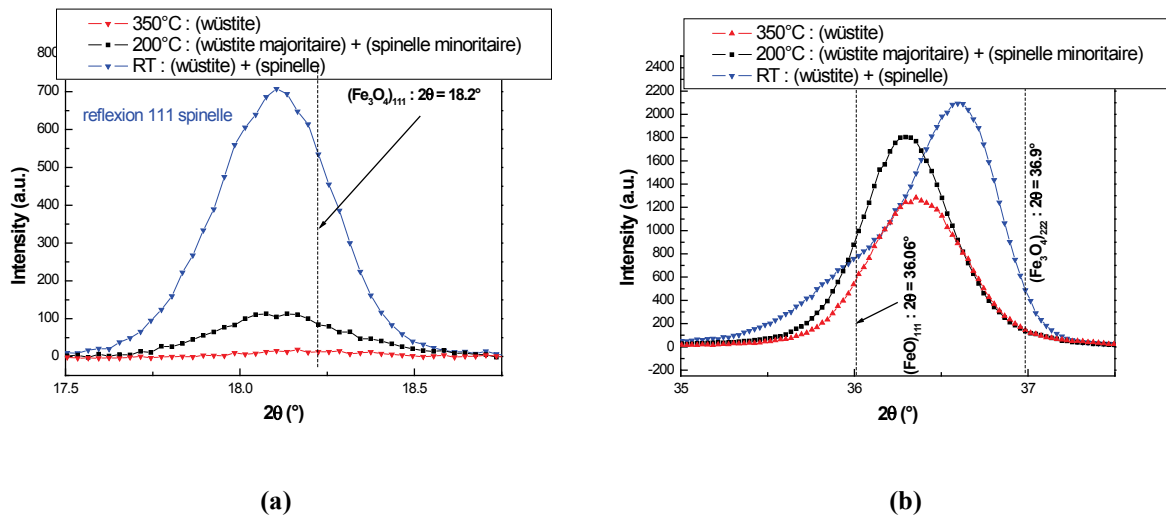 350°C : (wüstite)
200°C : (wüstite majoritaire) + (spinelle minoritaire)
RT : (wüstite) + (spinelle)
800
700
600
500
400
300
200
100
0
Intensity (a.u.)
reflexion 111 spinelle
(Fe₃O₄)₁₁₁ : 2θ = 18.2°
17.5
18.0
18.5
2θ (°)
(a)
350°C : (wüstite)
200°C : (wüstite majoritaire) + (spinelle minoritaire)
RT : (wüstite) + (spinelle)
2400
2200
2000
1800
1600
1400
1200
1000
800
600
400
200
0
-200
Intensity (a.u.)
(FeO)₁₁₁ : 2θ = 36.06°
(Fe₃O₄)₂₂₂ : 2θ = 36.9°
35
36
37
2θ (°)
(b)